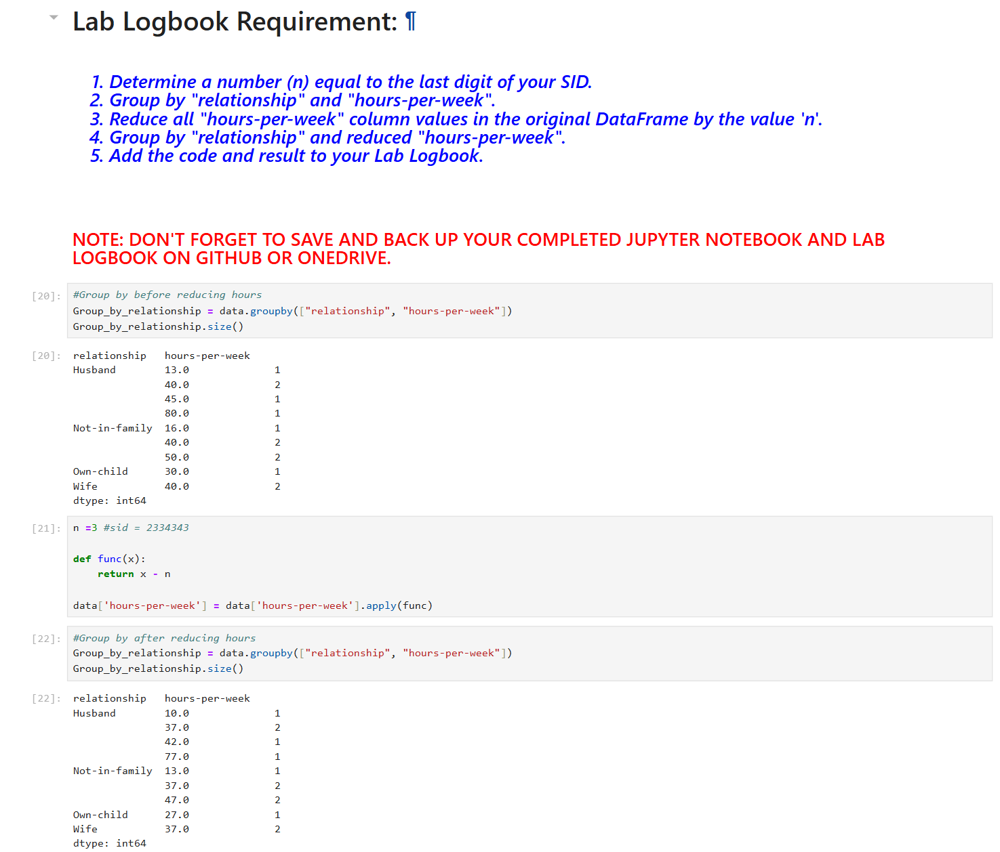 Lab Logbook Requirement: ¶
1. Determine a number (n) equal to the last digit of your SID.
2. Group by "relationship" and "hours-per-week".
3. Reduce all "hours-per-week" column values in the original DataFrame by the value 'n'.
4. Group by "relationship" and reduced "hours-per-week".
5. Add the code and result to your Lab Logbook.
NOTE: DON'T FORGET TO SAVE AND BACK UP YOUR COMPLETED JUPYTER NOTEBOOK AND LAB
LOGBOOK ON GITHUB OR ONEDRIVE.
[20]: #Group by before reducing hours
Group_by_relationship = data.groupby(["relationship", "hours-per-week"])
Group_by_relationship.size()
[20]: relationship hours-per-week
Husband 13.0 1
40.0 2
45.0 1
80.0 1
Not-in-family 16.0 1
40.0 2
50.0 2
Own-child 30.0 1
Wife 40.0 2
dtype: int64
[21]: n =3 #sid = 2334343
def func(x):
return x - n
data['hours-per-week'] = data['hours-per-week'].apply(func)
[22]: #Group by after reducing hours
Group_by_relationship = data.groupby(["relationship", "hours-per-week"])
Group_by_relationship.size()
[22]: relationship hours-per-week
Husband 10.0 1
37.0 2
42.0 1
77.0 1
Not-in-family 13.0 1
37.0 2
47.0 2
Own-child 27.0 1
Wife 37.0 2
dtype: int64